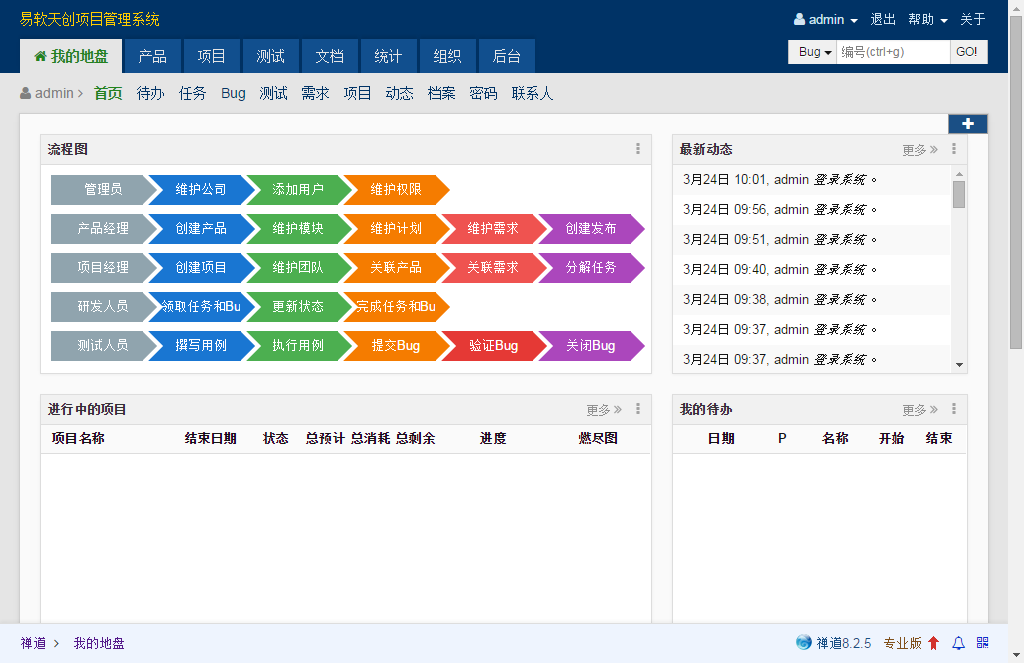 易软天创项目管理系统
admin 退出 帮助 关于
我的地盘 产品 项目 测试 文档 统计 组织 后台
Bug 编号(ctrl+g) GO!
admin 首页 待办 任务 Bug 测试 需求 项目 动态 档案 密码 联系人
流程图
管理员 维护公司 添加用户 维护权限
产品经理 创建产品 维护模块 维护计划 维护需求 创建发布
项目经理 创建项目 维护团队 关联产品 关联需求 分解任务
研发人员 领取任务和Bu 更新状态 完成任务和Bu
测试人员 撰写用例 执行用例 提交Bug 验证Bug 关闭Bug
最新动态 更多
3月24日 10:01, admin 登录系统 。
3月24日 09:56, admin 登录系统 。
3月24日 09:51, admin 登录系统 。
3月24日 09:40, admin 登录系统 。
3月24日 09:38, admin 登录系统 。
3月24日 09:37, admin 登录系统 。
3月24日 09:37, admin 登录系统 。
进行中的项目 更多
项目名称 结束日期 状态 总预计 总消耗 总剩余 进度 燃尽图
我的待办 更多
日期 P 名称 开始 结束
禅道 我的地盘
禅道8.2.5 专业版